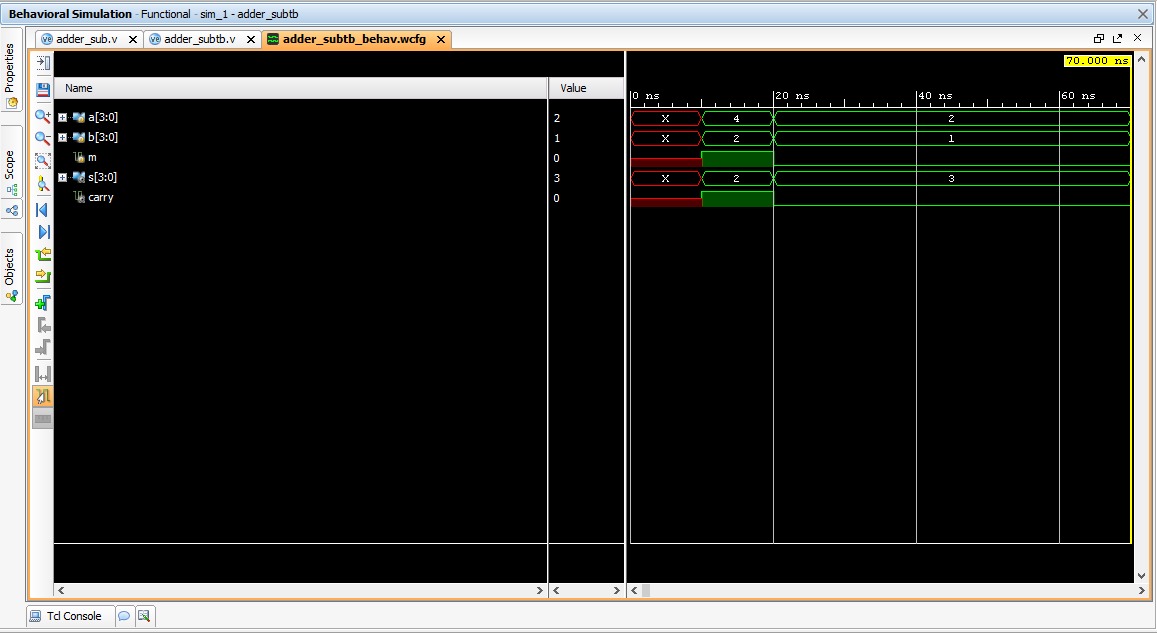 Behavioral Simulation - Functional - sim_1 - adder_subtb
adder_sub.v adder_subtb.v adder_subtb_behav.wcfg
Properties
Scope
Objects
70.000 ns
Name Value
0 ns 20 ns 40 ns 60 ns
a[3:0] 2 X 4 2
b[3:0] 1 X 2 1
m 0
s[3:0] 3 X 2 3
carry 0
Tcl Console